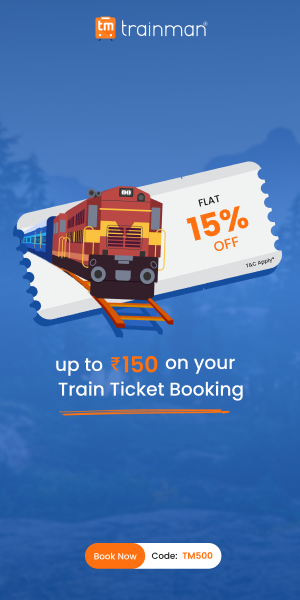 tm trainman®
FLAT
15%
OFF
T&C Apply*
up to ₹150 on your
Train Ticket Booking
Book Now Code: TM500